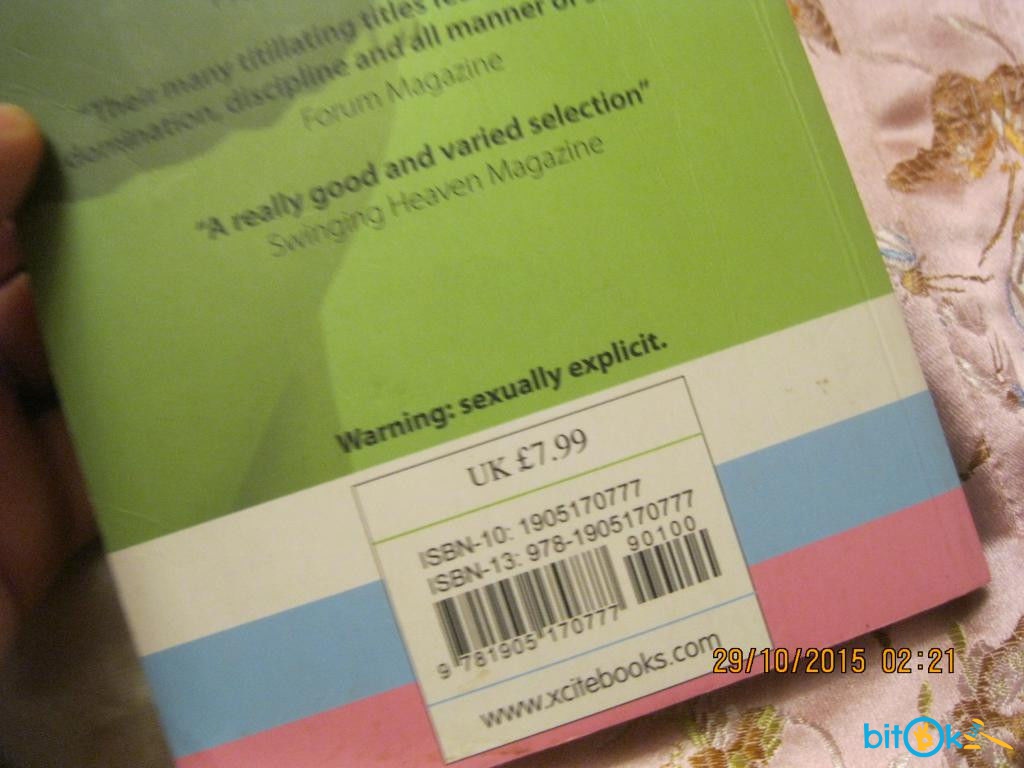 "Their many titillating titles
domination, discipline and all manner of
Forum Magazine
"A really good and varied selection"
Swinging Heaven Magazine
Warning: sexually explicit.
UK £7.99
ISBN-10: 1905170777
ISBN-13: 978-1905170777
90100
9 781905 170777
www.xcitebooks.com
29/10/2015 02:21
bitOk